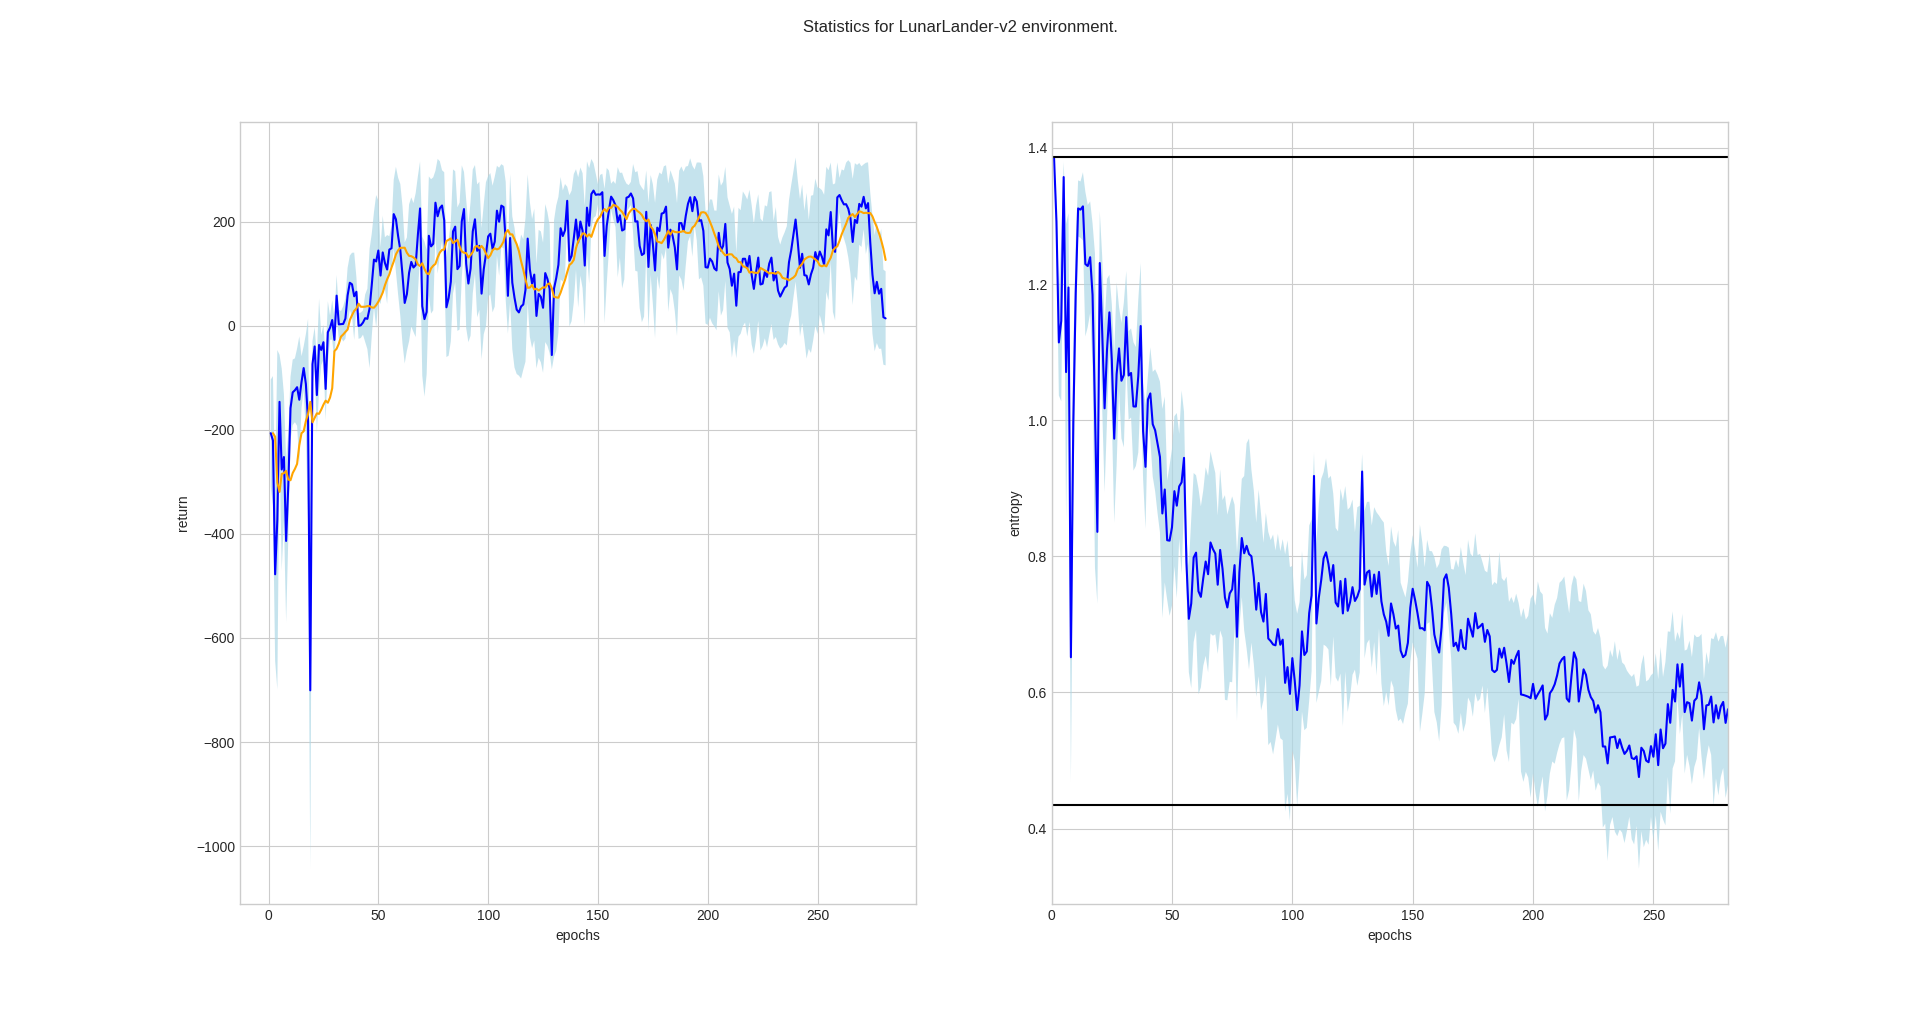 Statistics for LunarLander-v2 environment.
return
200
0
−200
−400
−600
−800
−1000
0 50 100 150 200 250
epochs
entropy
1.4
1.2
1.0
0.8
0.6
0.4
0 50 100 150 200 250
epochs